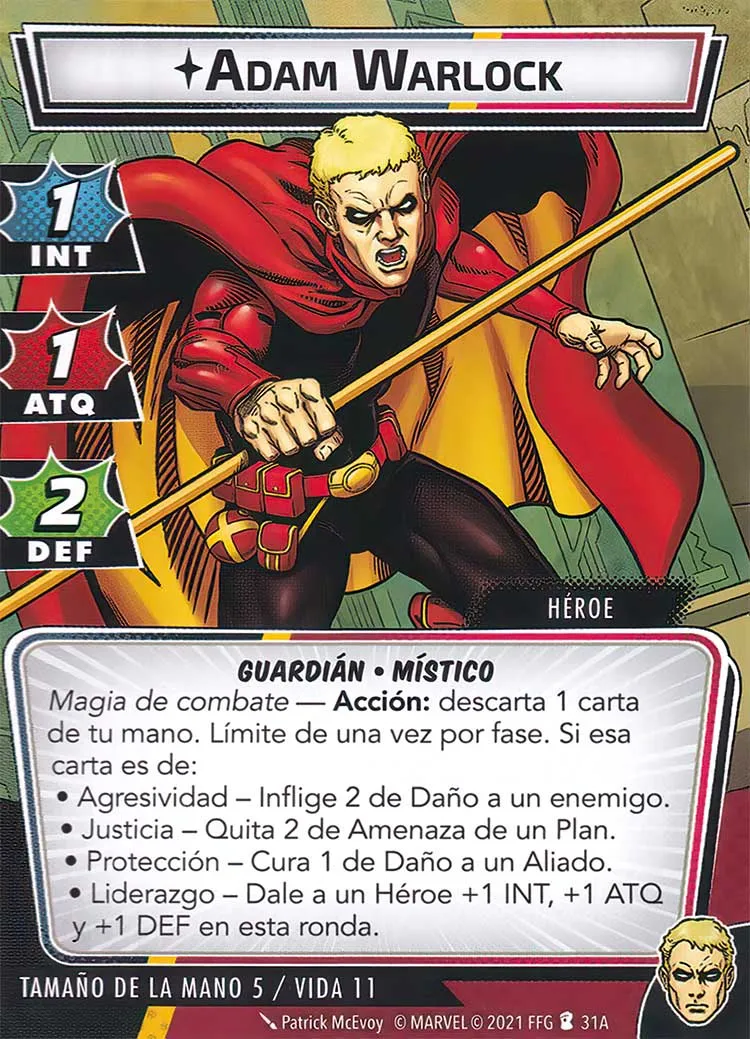 ADAM WARLOCK
1
INT
1
ATQ
2
DEF
HÉROE
GUARDIÁN • MÍSTICO
Magia de combate — Acción: descarta 1 carta
de tu mano. Límite de una vez por fase. Si esa
carta es de:
• Agresividad – Inflige 2 de Daño a un enemigo.
• Justicia – Quita 2 de Amenaza de un Plan.
• Protección – Cura 1 de Daño a un Aliado.
• Liderazgo – Dale a un Héroe +1 INT, +1 ATQ
y +1 DEF en esta ronda.
TAMAÑO DE LA MANO 5 / VIDA 11
Patrick McEvoy © MARVEL © 2021 FFG 31A